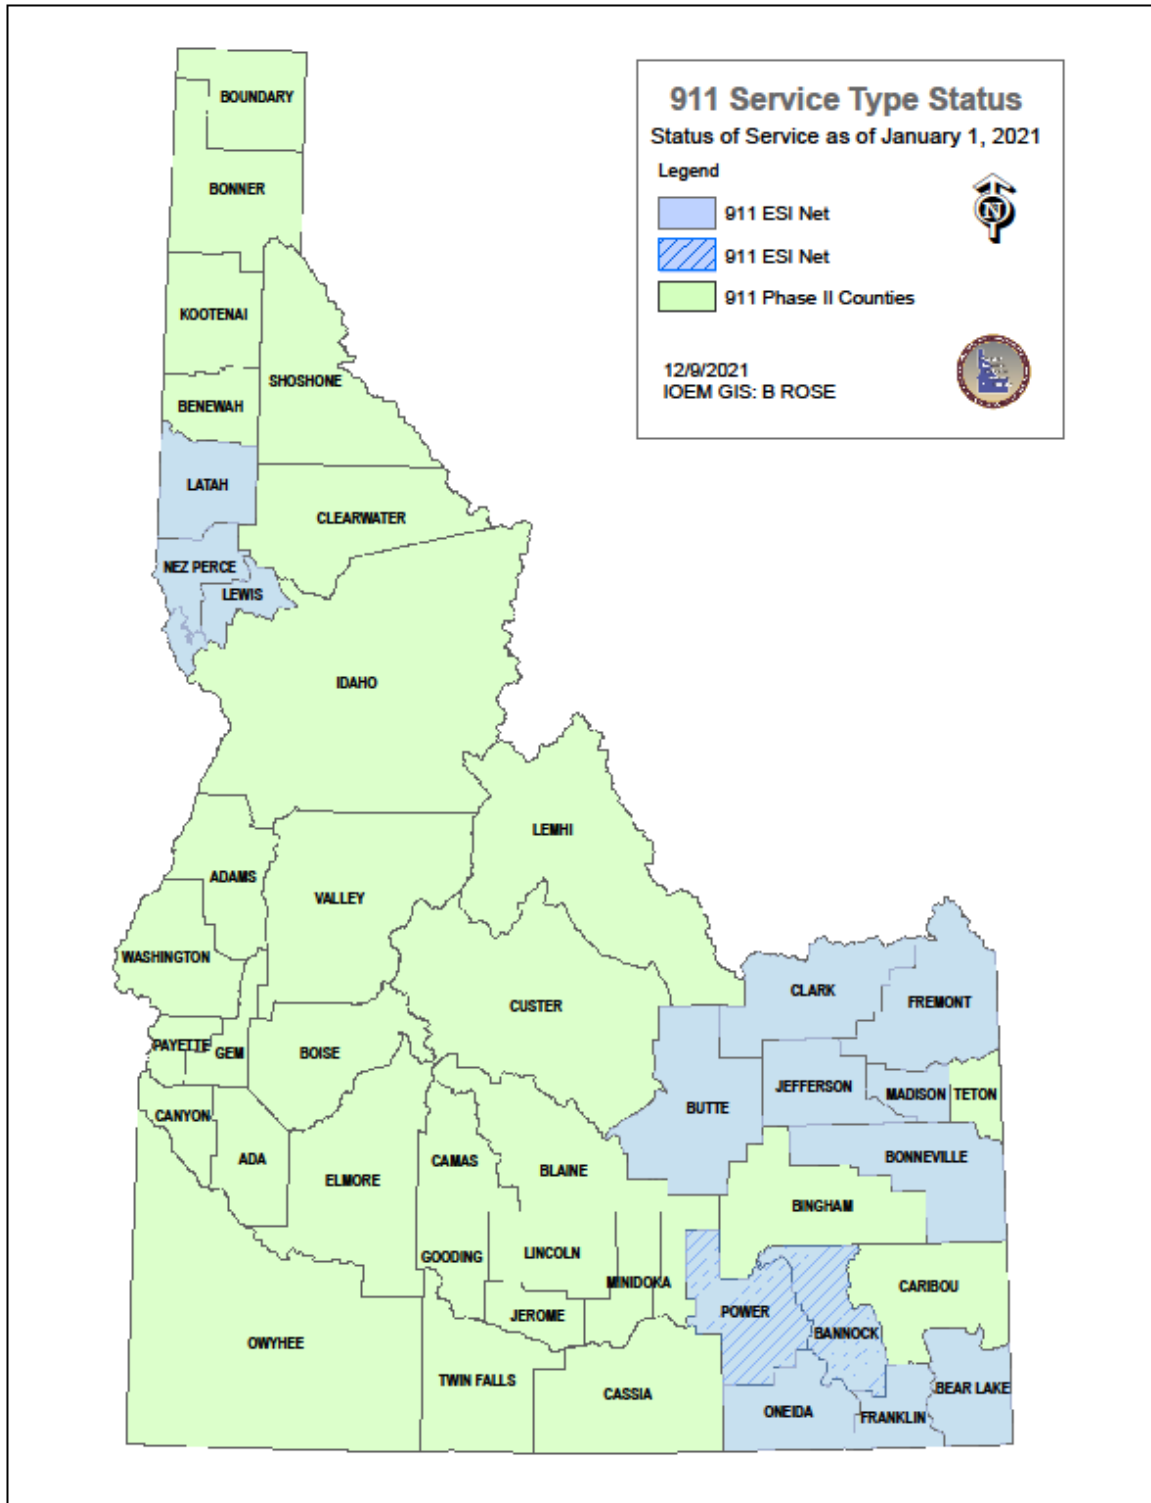 911 Service Type Status
Status of Service as of January 1, 2021
Legend
911 ESI Net
N
911 ESI Net
911 Phase II Counties
12/9/2021
IOEM GIS: B ROSE
BOUNDARY
BONNER
KOOTENAI
SHOSHONE
BENEWAH
LATAH
CLEARWATER
NEZ PERCE
LEWIS
IDAHO
LEMHI
ADAMS
VALLEY
WASHINGTON
CLARK
FREMONT
CUSTER
PAYETTE
GEM
BOISE
JEFFERSON
MADISON
TETON
BUTTE
CANYON
ADA
ELMORE
CAMAS
BLAINE
BONNEVILLE
BINGHAM
GOODING
LINCOLN
MINIDOKA
CARIBOU
JEROME
POWER
BANNOCK
OWYHEE
TWIN FALLS
CASSIA
BEAR LAKE
ONEIDA
FRANKLIN